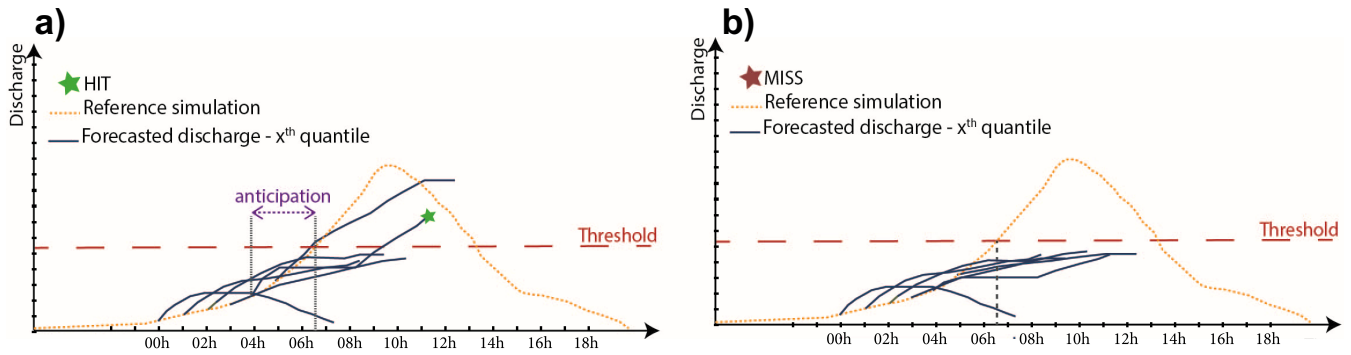 a)
Discharge
HIT
Reference simulation
Forecasted discharge - xth quantile
anticipation
Threshold
00h 02h 04h 06h 08h 10h 12h 14h 16h 18h
b)
Discharge
MISS
Reference simulation
Forecasted discharge - xth quantile
Threshold
00h 02h 04h 06h 08h 10h 12h 14h 16h 18h